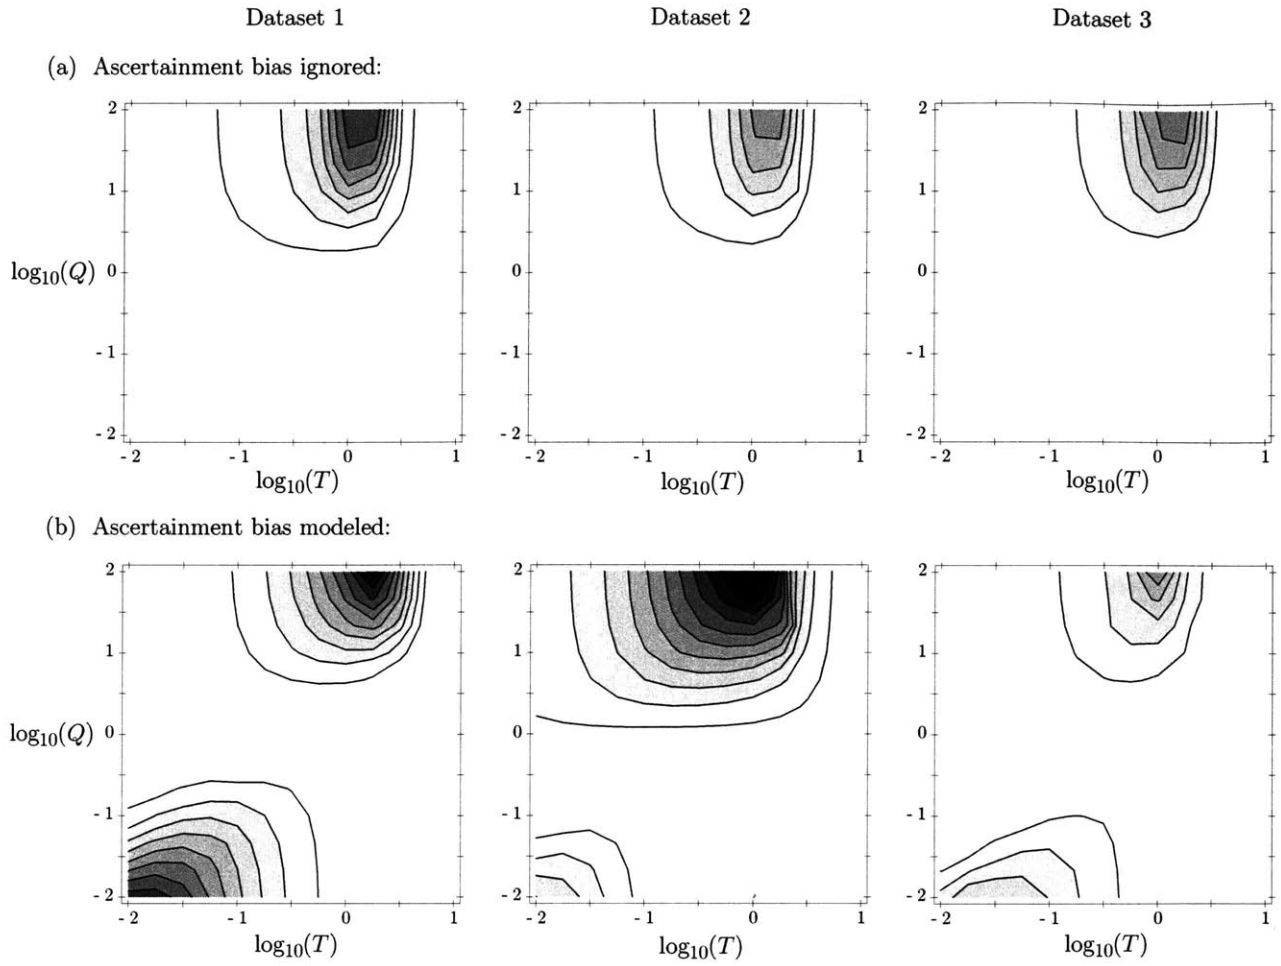 Dataset 1 Dataset 2 Dataset 3
(a) Ascertainment bias ignored:
2 2 2
1 1 1
log10(Q) 0 0 0
- 1 - 1 - 1
- 2 - 2 - 2
- 2 - 1 0 1 - 2 - 1 0 1 - 2 - 1 0 1
log10(T) log10(T) log10(T)
(b) Ascertainment bias modeled:
2 2 2
1 1 1
log10(Q) 0 0 0
- 1 - 1 - 1
- 2 - 2 - 2
- 2 - 1 0 1 - 2 - 1 0 1 - 2 - 1 0 1
log10(T) log10(T) log10(T)